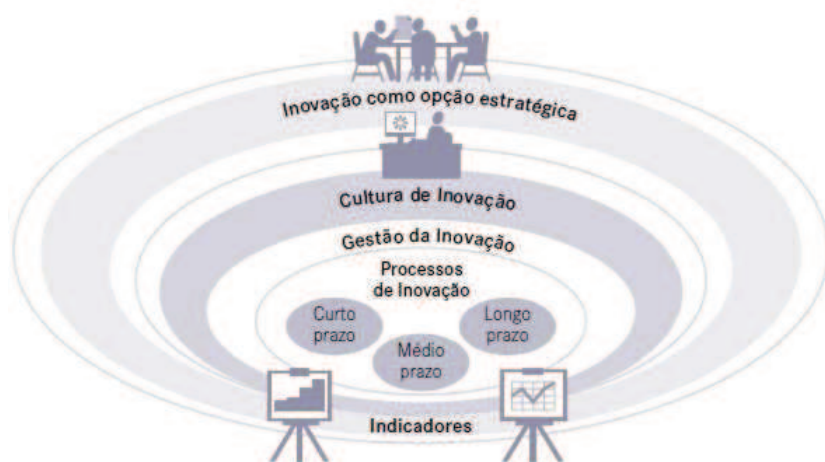 Inovação como opção estratégica
Cultura de Inovação
Gestão da Inovação
Processos
de Inovação
Curto
prazo
Longo
prazo
Médio
prazo
Indicadores